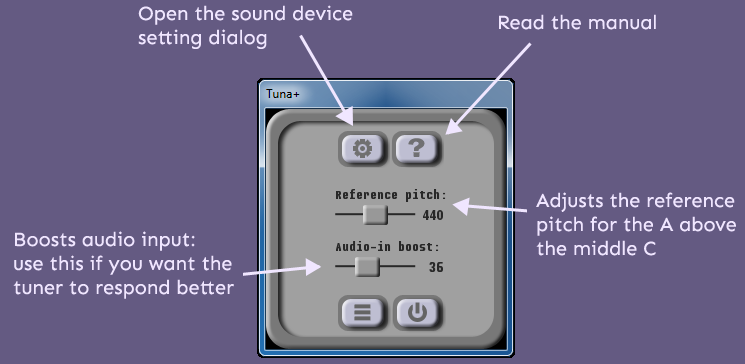 Open the sound device
setting dialog
Read the manual
Tuna+
?
Reference pitch:
440
Adjusts the reference
pitch for the A above
the middle C
Boosts audio input:
use this if you want the
tuner to respond better
Audio-in boost:
36